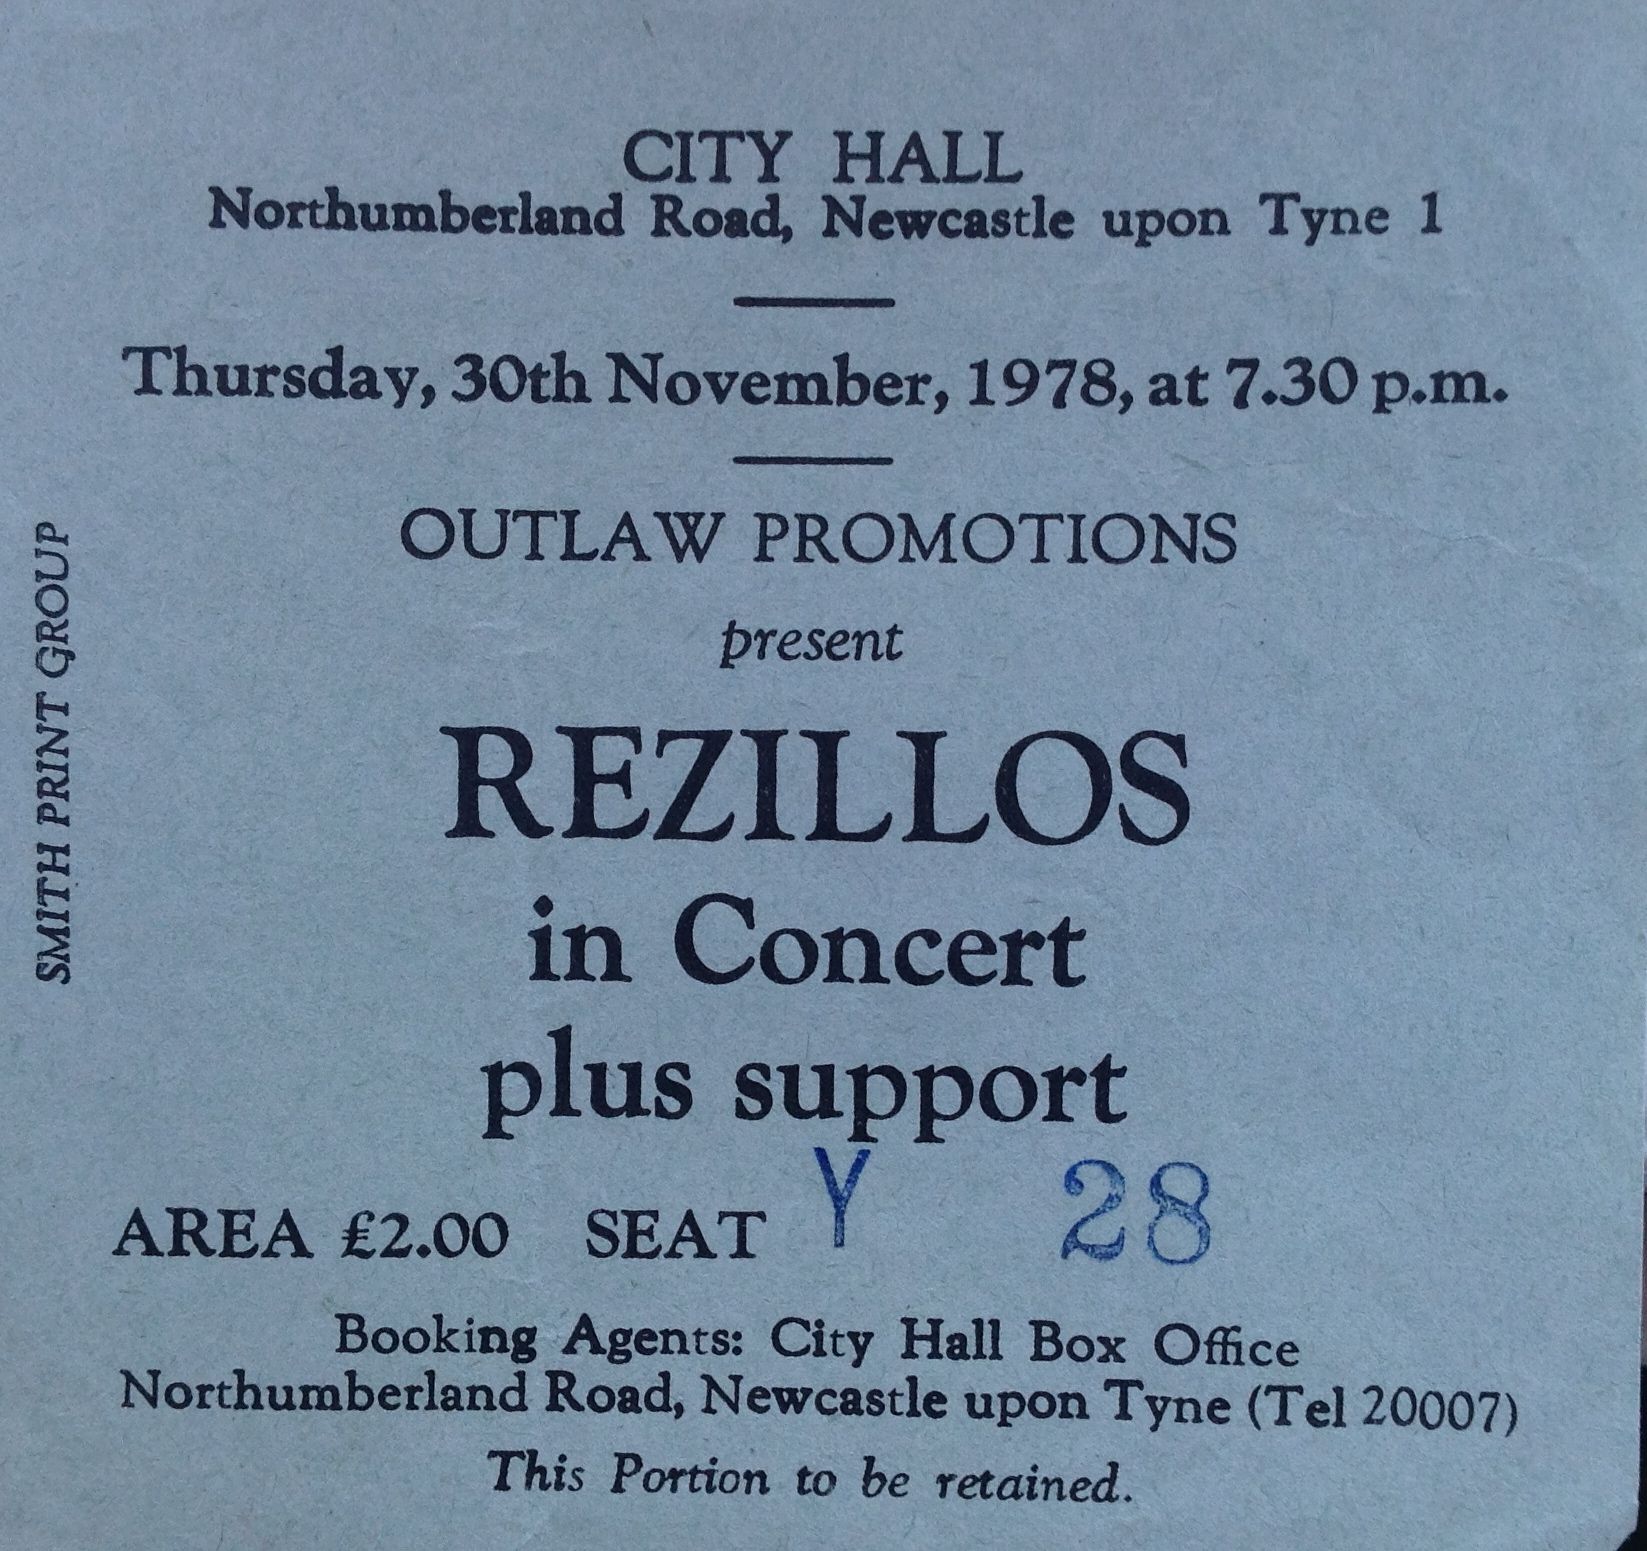 CITY HALL
Northumberland Road, Newcastle upon Tyne 1
Thursday, 30th November, 1978, at 7.30 p.m.
OUTLAW PROMOTIONS
present
REZILLOS
in Concert
plus support
AREA £2.00 SEAT Y 28
Booking Agents: City Hall Box Office
Northumberland Road, Newcastle upon Tyne (Tel 20007)
This Portion to be retained.
SMITH PRINT GROUP